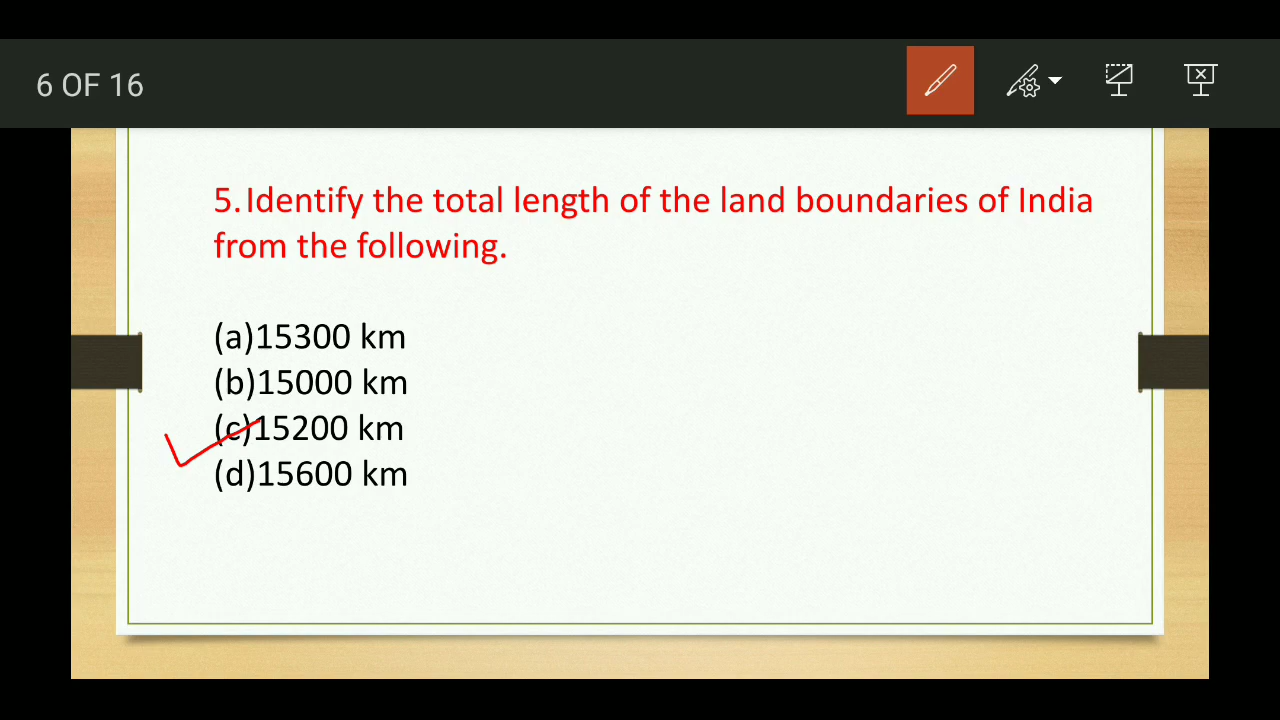 6 OF 16
5. Identify the total length of the land boundaries of India
from the following.
(a)15300 km
(b)15000 km
(c)15200 km
(d)15600 km